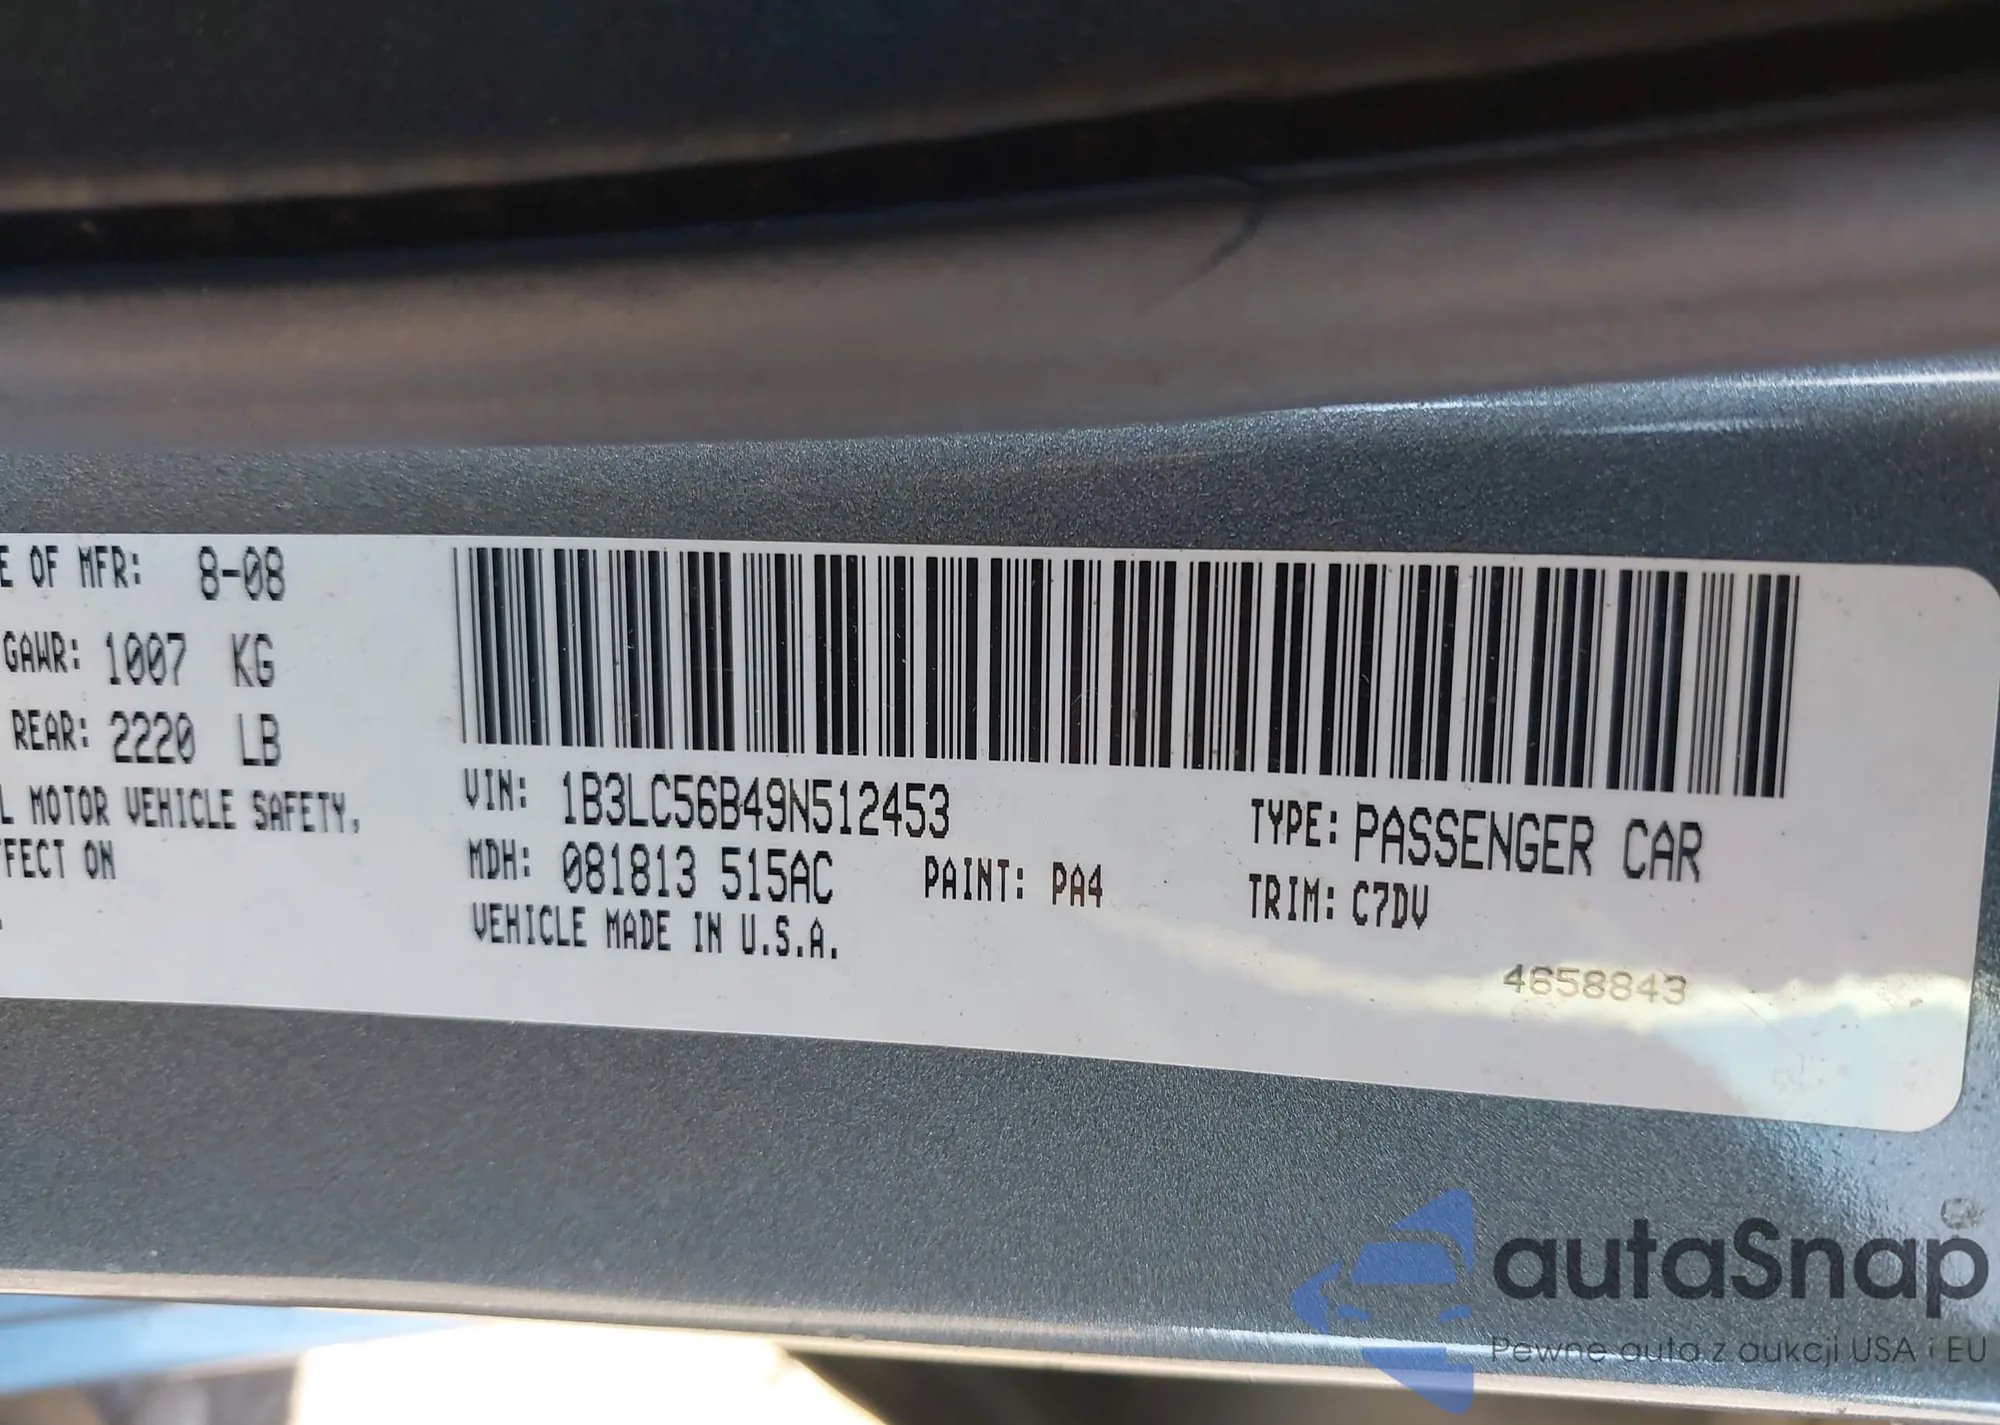 E OF MFR: 8-08
GAWR: 1007 KG
REAR: 2220 LB
L MOTOR VEHICLE SAFETY,
FFECT ON
VIN: 1B3LC56B49N512453
TYPE: PASSENGER CAR
MDH: 081813 515AC
PAINT: PA4
TRIM: C7DV
VEHICLE MADE IN U.S.A.
4658843
autaSnap
Pewne auta z aukcji USA i EU